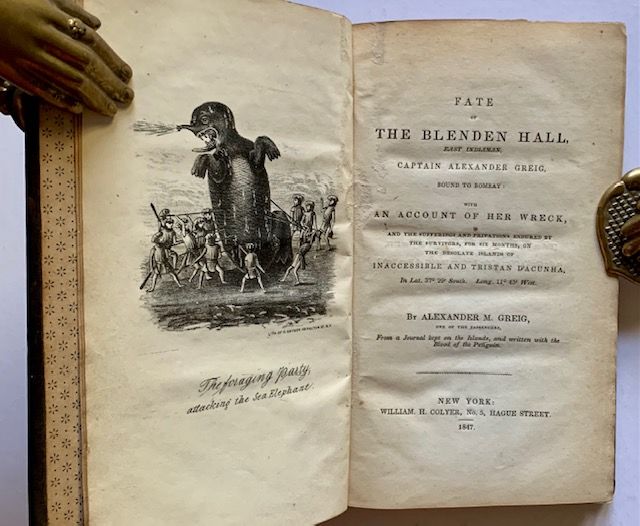 The foraging Party,
attacking the Sea Elephant.
FATE
OF
THE BLENDEN HALL,
EAST INDIAMAN,
CAPTAIN ALEXANDER GREIG,
BOUND TO BOMBAY:
WITH
AN ACCOUNT OF HER WRECK,
AND THE SUFFERINGS AND PRIVATIONS ENDURED BY
THE SURVIVORS, FOR SIX MONTHS, ON
THE DESOLATE ISLANDS OF
INACCESSIBLE AND TRISTAN D'ACUNHA,
In Lat. 37° 29' South. Long. 11° 45' West.
BY ALEXANDER M. GREIG,
ONE OF THE PASSENGERS,
From a Journal kept on the Islands, and written with the
Blood of the Penguin.
NEW YORK:
WILLIAM. H. COLYER, No. 5, HAGUE STREET.
1847.